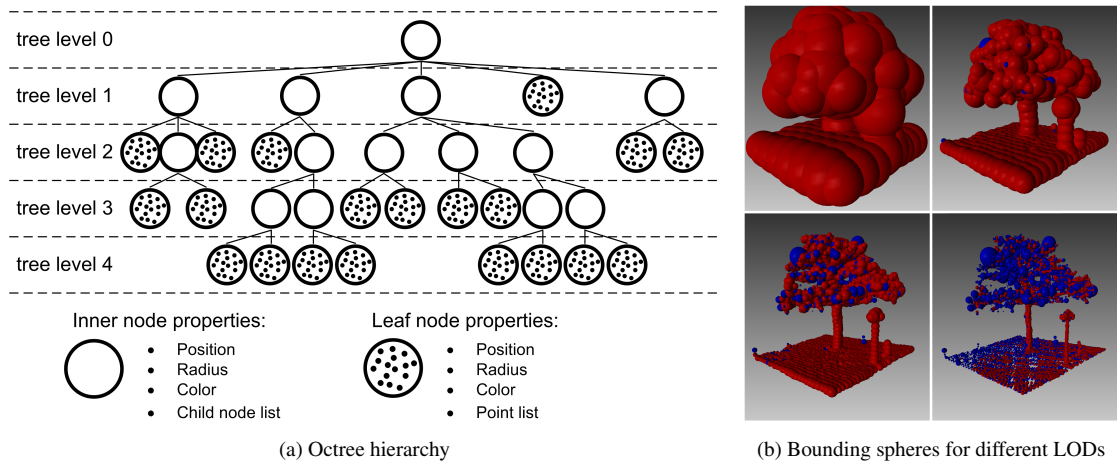 tree level 0
tree level 1
tree level 2
tree level 3
tree level 4
Inner node properties:
• Position
• Radius
• Color
• Child node list
Leaf node properties:
• Position
• Radius
• Color
• Point list
(a) Octree hierarchy
(b) Bounding spheres for different LODs